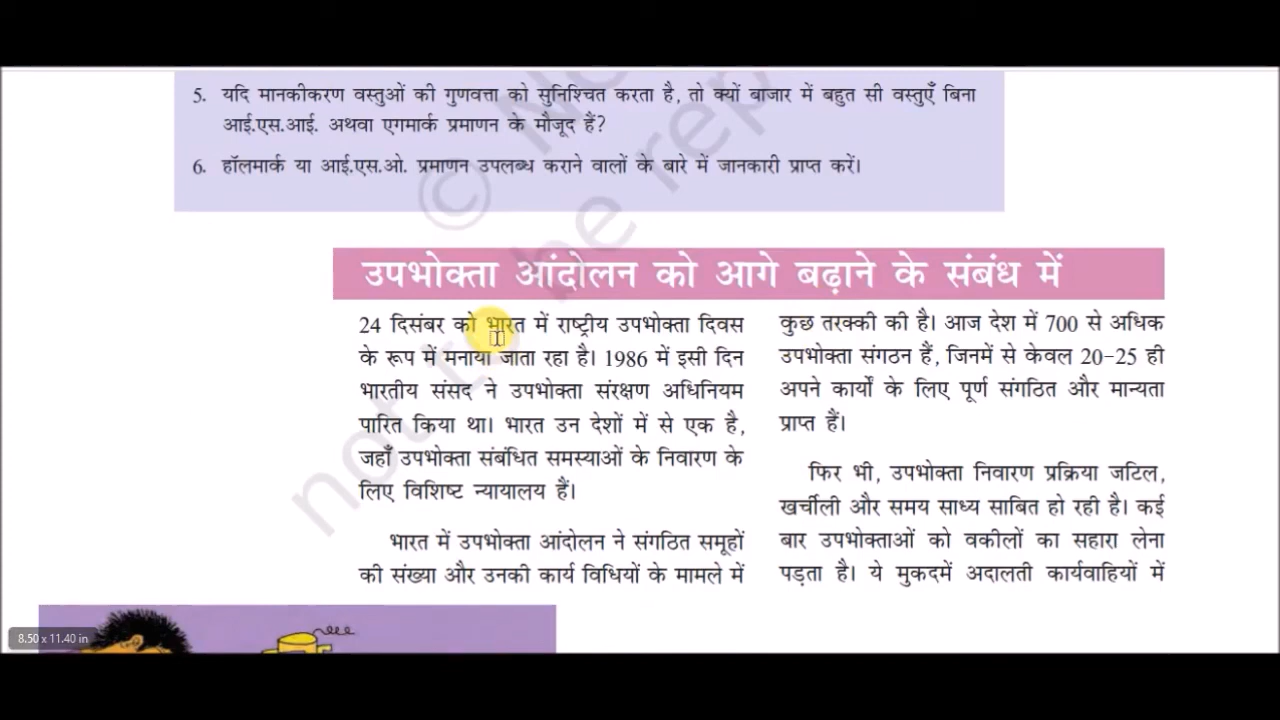 5. यदि मानकीकरण वस्तुओं की गुणवत्ता को सुनिश्चित करता है, तो क्यों बाजार में बहुत सी वस्तुएँ बिना
आई.एस.आई. अथवा एगमार्क प्रमाणन के मौजूद हैं?
6. हॉलमार्क या आई.एस.ओ. प्रमाणन उपलब्ध कराने वालों के बारे में जानकारी प्राप्त करें।
उपभोक्ता आंदोलन को आगे बढ़ाने के संबंध में
24 दिसंबर को भारत में राष्ट्रीय उपभोक्ता दिवस
के रूप में मनाया जाता रहा है। 1986 में इसी दिन
भारतीय संसद ने उपभोक्ता संरक्षण अधिनियम
पारित किया था। भारत उन देशों में से एक है,
जहाँ उपभोक्ता संबंधित समस्याओं के निवारण के
लिए विशिष्ट न्यायालय हैं।
भारत में उपभोक्ता आंदोलन ने संगठित समूहों
की संख्या और उनकी कार्य विधियों के मामले में
कुछ तरक्की की है। आज देश में 700 से अधिक
उपभोक्ता संगठन हैं, जिनमें से केवल 20-25 ही
अपने कार्यों के लिए पूर्ण संगठित और मान्यता
प्राप्त हैं।
फिर भी, उपभोक्ता निवारण प्रक्रिया जटिल,
खर्चीली और समय साध्य साबित हो रही है। कई
बार उपभोक्ताओं को वकीलों का सहारा लेना
पड़ता है। ये मुकदमें अदालती कार्यवाहियों में
not to be rep
8.50 x 11.40 in